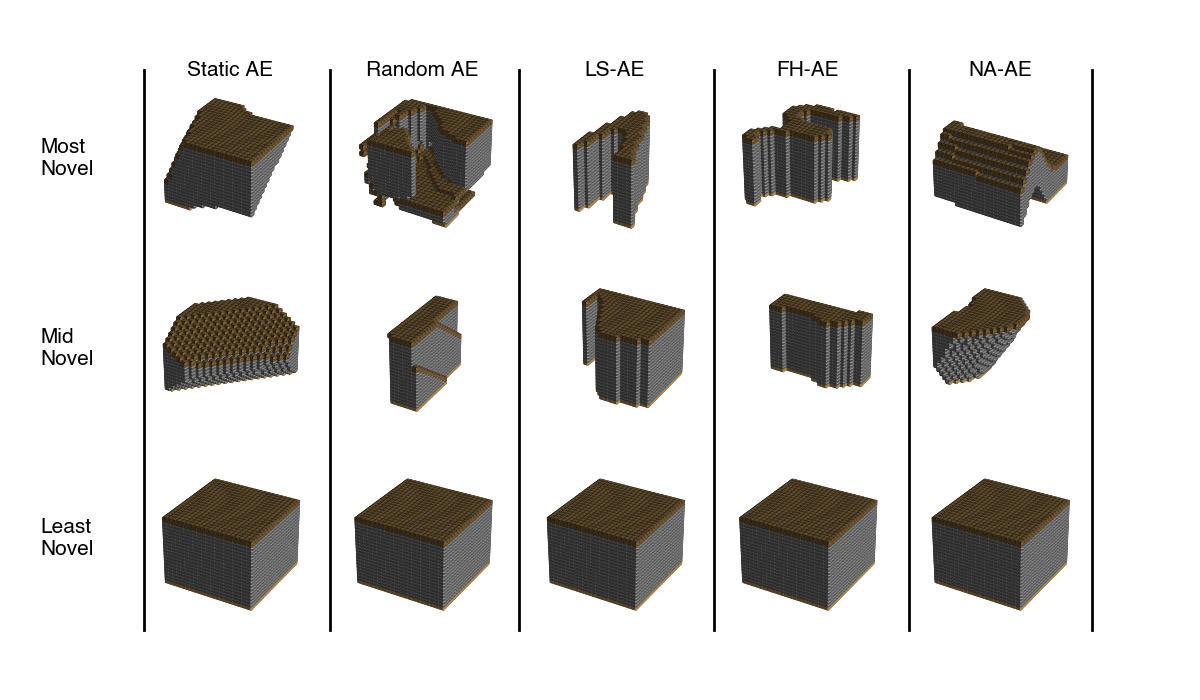 Static AE
Random AE
LS-AE
FH-AE
NA-AE
Most
Novel
Mid
Novel
Least
Novel